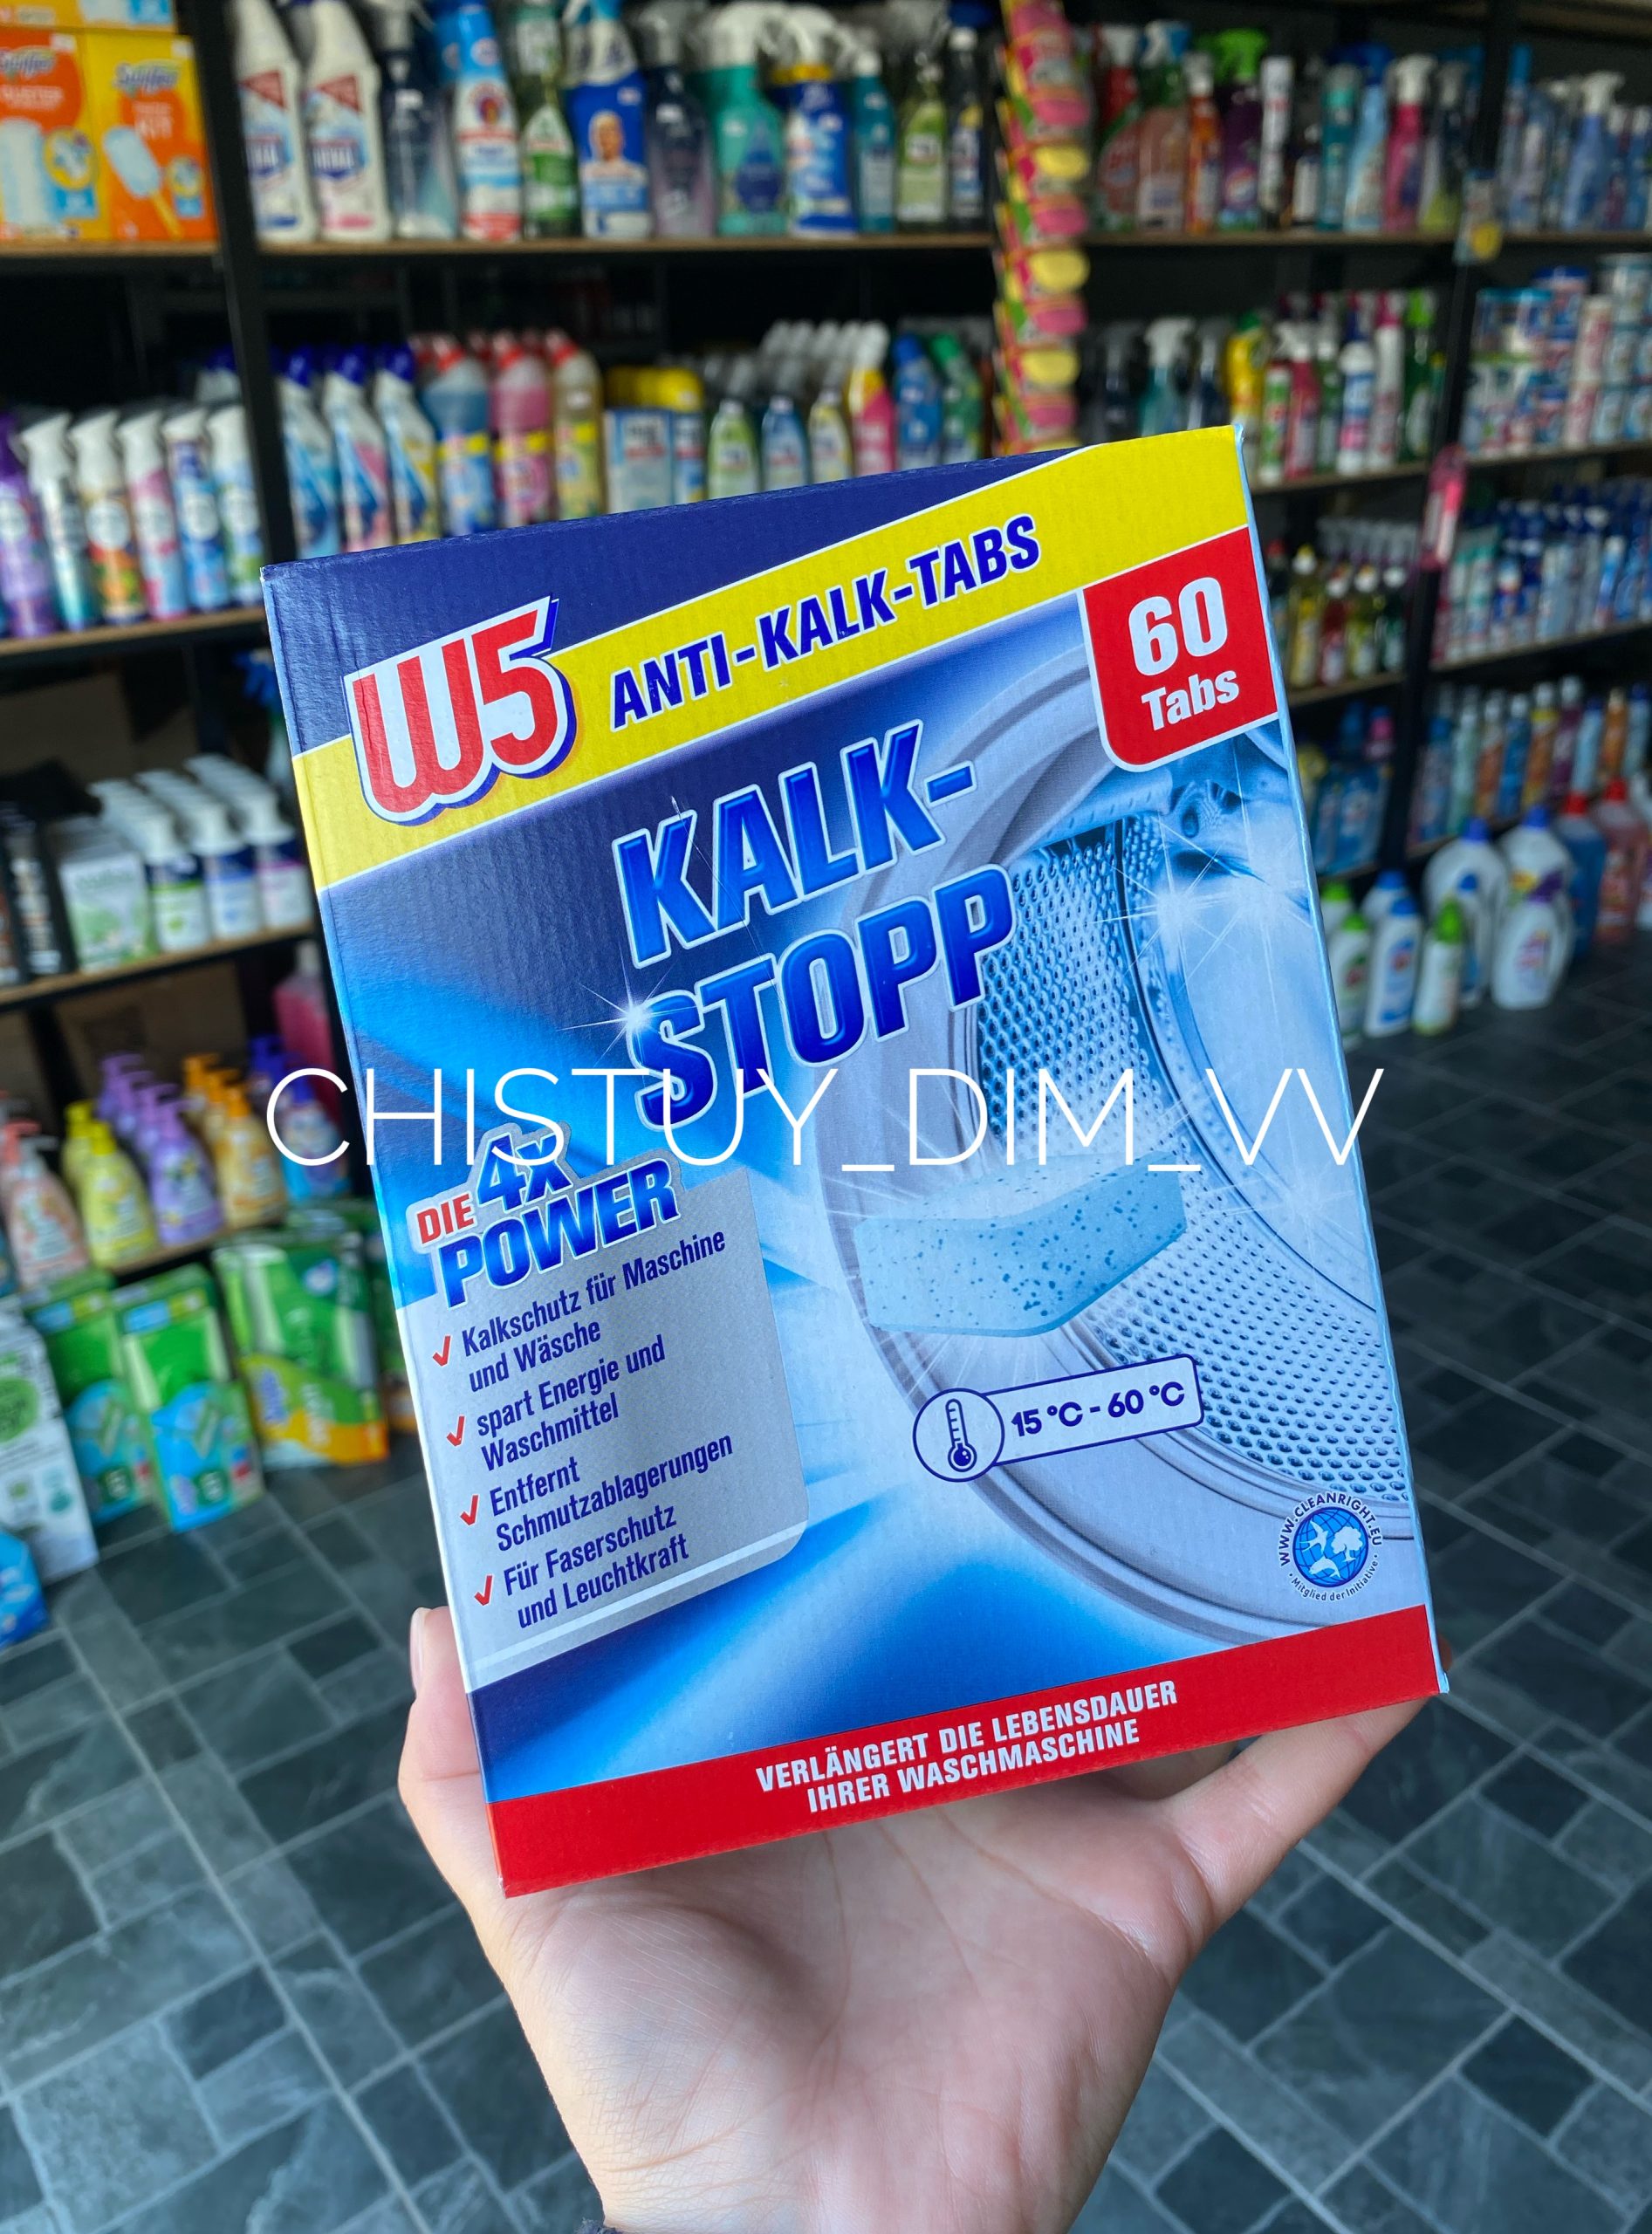 W5
ANTI-KALK-TABS
60
Tabs
KALK-
STOPP
CHISTUY_DIM_VV
DIE 4x
POWER
Kalkschutz für Maschine
und Wäsche
spart Energie und
Waschmittel
Entfernt
Schmutzablagerungen
Für Faserschutz
und Leuchtkraft
15 °C - 60 °C
WWW.CLEANRIGHT.EU
• Mitglied der Initiative •
VERLÄNGERT DIE LEBENSDAUER
IHRER WASCHMASCHINE